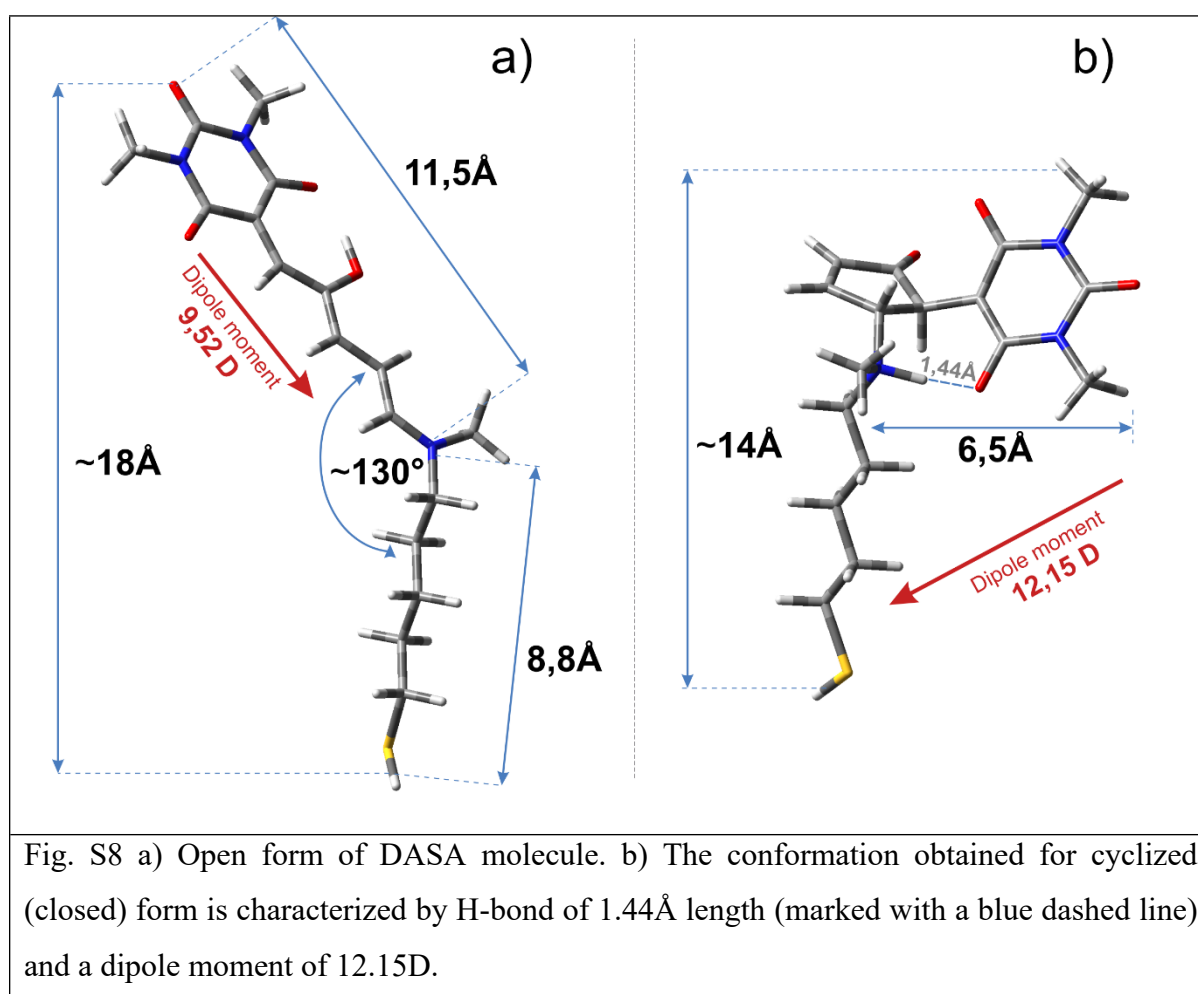 a)
11,5Å
Dipole moment
9,52 D
~18Å
~130°
8,8Å
b)
1,44Å
~14Å
6,5Å
Dipole moment
12,15 D
Fig. S8 a) Open form of DASA molecule. b) The conformation obtained for cyclized
(closed) form is characterized by H-bond of 1.44Å length (marked with a blue dashed line)
and a dipole moment of 12.15D.